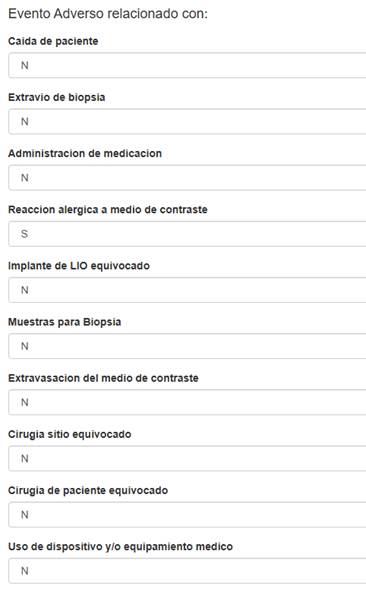 Evento Adverso relacionado con:
Caida de paciente
N
Extravio de biopsia
N
Administracion de medicacion
N
Reaccion alergica a medio de contraste
S
Implante de LIO equivocado
N
Muestras para Biopsia
N
Extravasacion del medio de contraste
N
Cirugia sitio equivocado
N
Cirugia de paciente equivocado
N
Uso de dispositivo y/o equipamiento medico
N